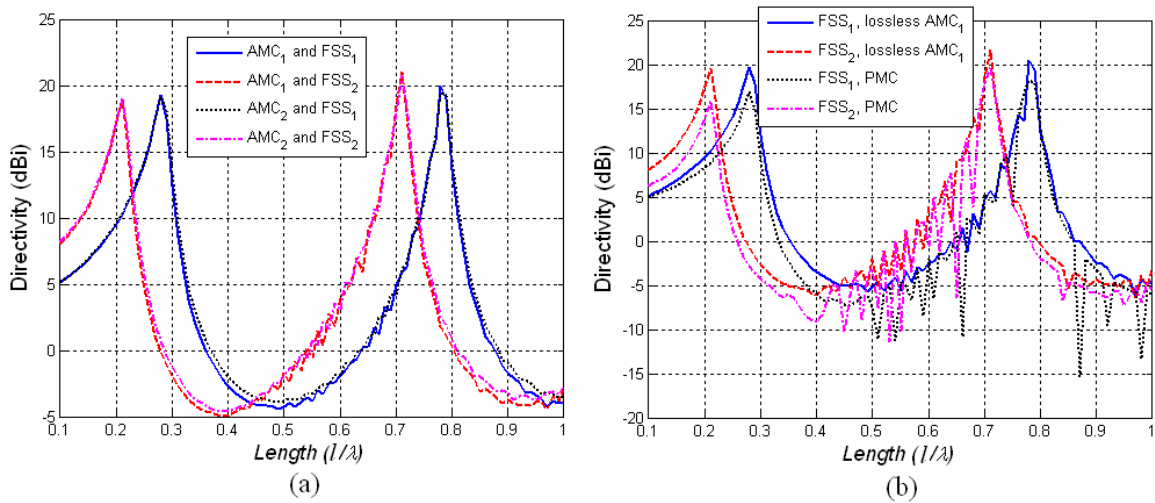 25
20
15
10
5
0
-5
Directivity (dBi)
AMC1 and FSS1
AMC1 and FSS2
AMC2 and FSS1
AMC2 and FSS2
0.1 0.2 0.3 0.4 0.5 0.6 0.7 0.8 0.9 1
Length (l/λ)
(a)
25
20
15
10
5
0
-5
-10
-15
-20
Directivity (dBi)
FSS1, lossless AMC1
FSS2, lossless AMC1
FSS1, PMC
FSS2, PMC
0.1 0.2 0.3 0.4 0.5 0.6 0.7 0.8 0.9 1
Length (l/λ)
(b)